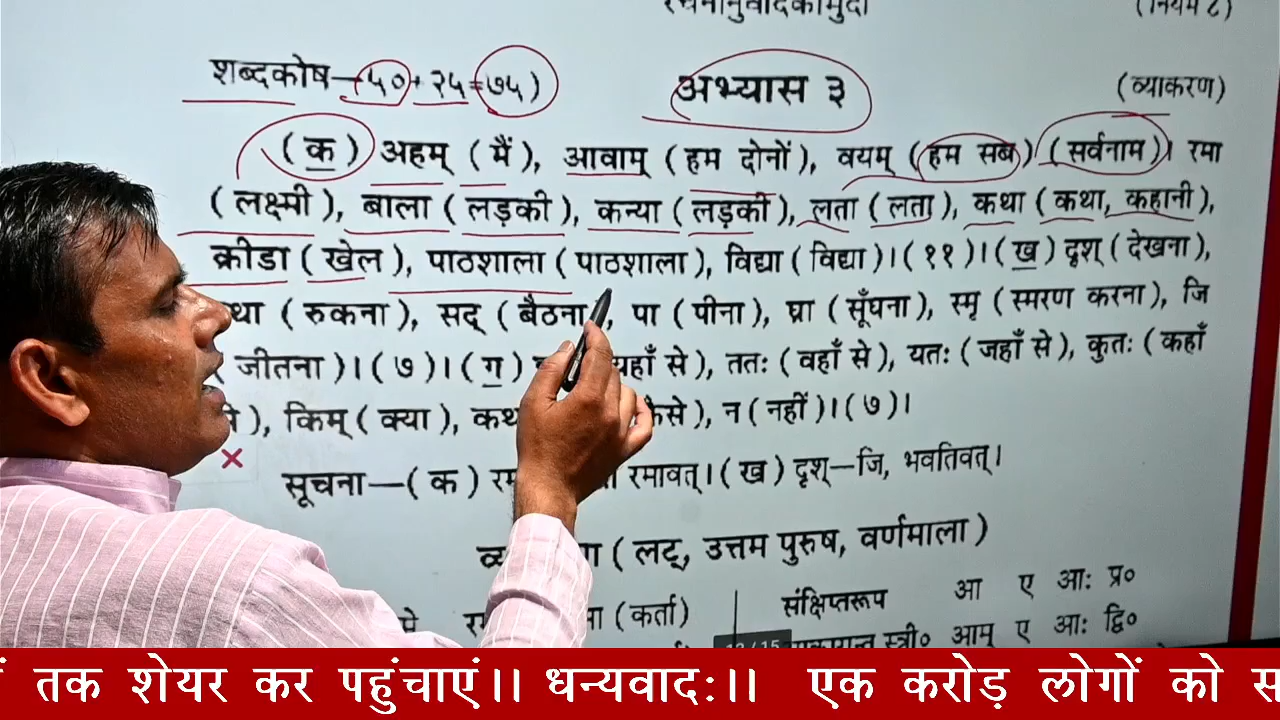 रचनानुवादकौमुदी (नियम ८)
शब्दकोष—५० + २५ = ७५) अभ्यास ३ (व्याकरण)
(क) अहम् (मैं), आवाम् (हम दोनों), वयम् (हम सब) (सर्वनाम)। रमा
(लक्ष्मी), बाला (लड़की), कन्या (लड़की), लता (लता), कथा (कथा, कहानी),
क्रीडा (खेल), पाठशाला (पाठशाला), विद्या (विद्या)। (११)। (ख) दृश् (देखना),
(रुकना), सद् (बैठना), पा (पीना), घ्रा (सूँघना), स्मृ (स्मरण करना), जि
(जीतना)। (७)। (ग) यहाँ से), ततः (वहाँ से), यतः (जहाँ से), कुतः (कहाँ
), किम् (क्या), कैसे), न (नहीं)। (७)।
सूचना—(क) रमावत्। (ख) दृश्—जि, भवतिवत्।
(लट्, उत्तम पुरुष, वर्णमाला)
(कर्ता) संक्षिप्तरूप आ ए आः प्र०
स्त्री० आम् ए आः द्वि०
तक शेयर कर पहुंचाएं।। धन्यवादः।। एक करोड़ लोगों को